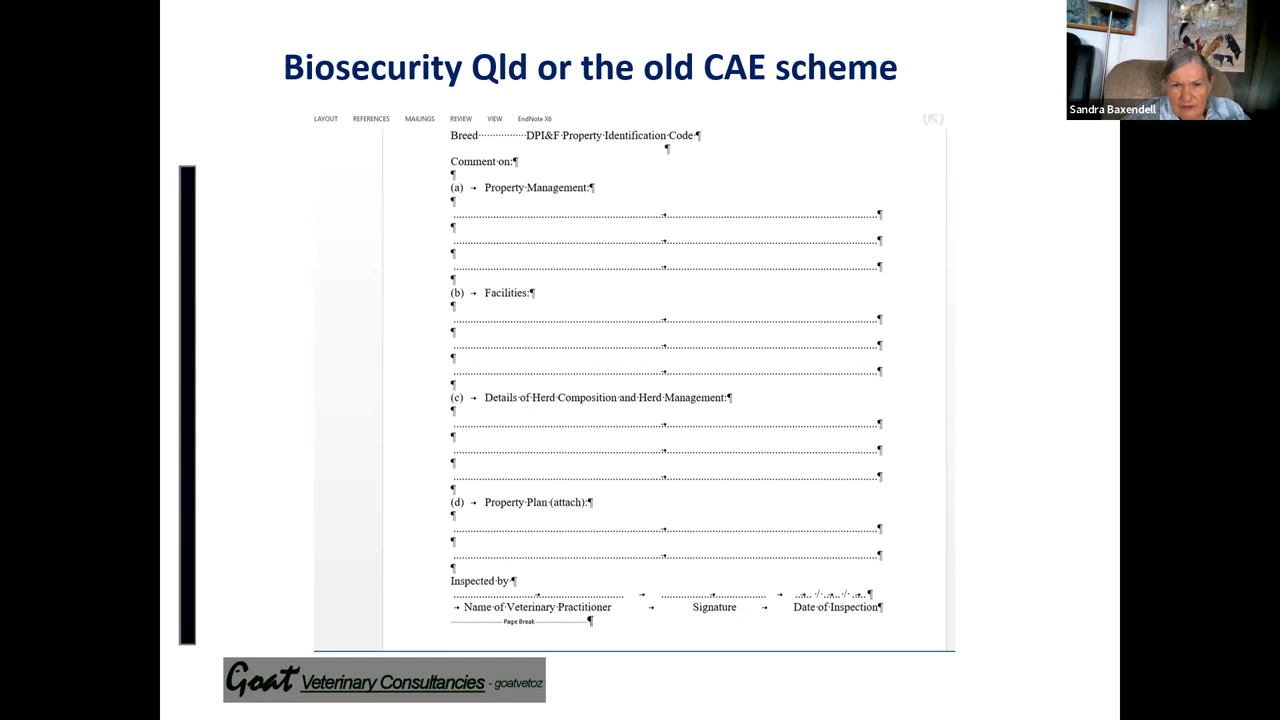 Biosecurity Qld or the old CAE scheme
Sandra Baxendell
LAYOUT REFERENCES MAILINGS REVIEW VIEW EndNote X6
Breed·················DPI&F·Property·Identification·Code·¶
¶
Comment·on:¶
¶
(a) → Property·Management:¶
¶
..........→..........¶
¶
..........→..........¶
¶
..........→..........¶
¶
(b) → Facilities:¶
¶
..........→..........¶
¶
..........→..........¶
¶
..........→..........¶
¶
(c) → Details·of·Herd·Composition·and·Herd·Management:¶
¶
..........→..........¶
¶
..........→..........¶
¶
..........→..........¶
¶
(d) → Property·Plan·(attach):¶
¶
..........→..........¶
¶
..........→..........¶
¶
Inspected·by·¶
..........→.......... → ..........→.......... → ..→..·/·..→..·/·..→..¶
→ Name·of·Veterinary·Practitioner → Signature → Date·of·Inspection¶
Page Break¶
Goat Veterinary Consultancies - goatvetoz